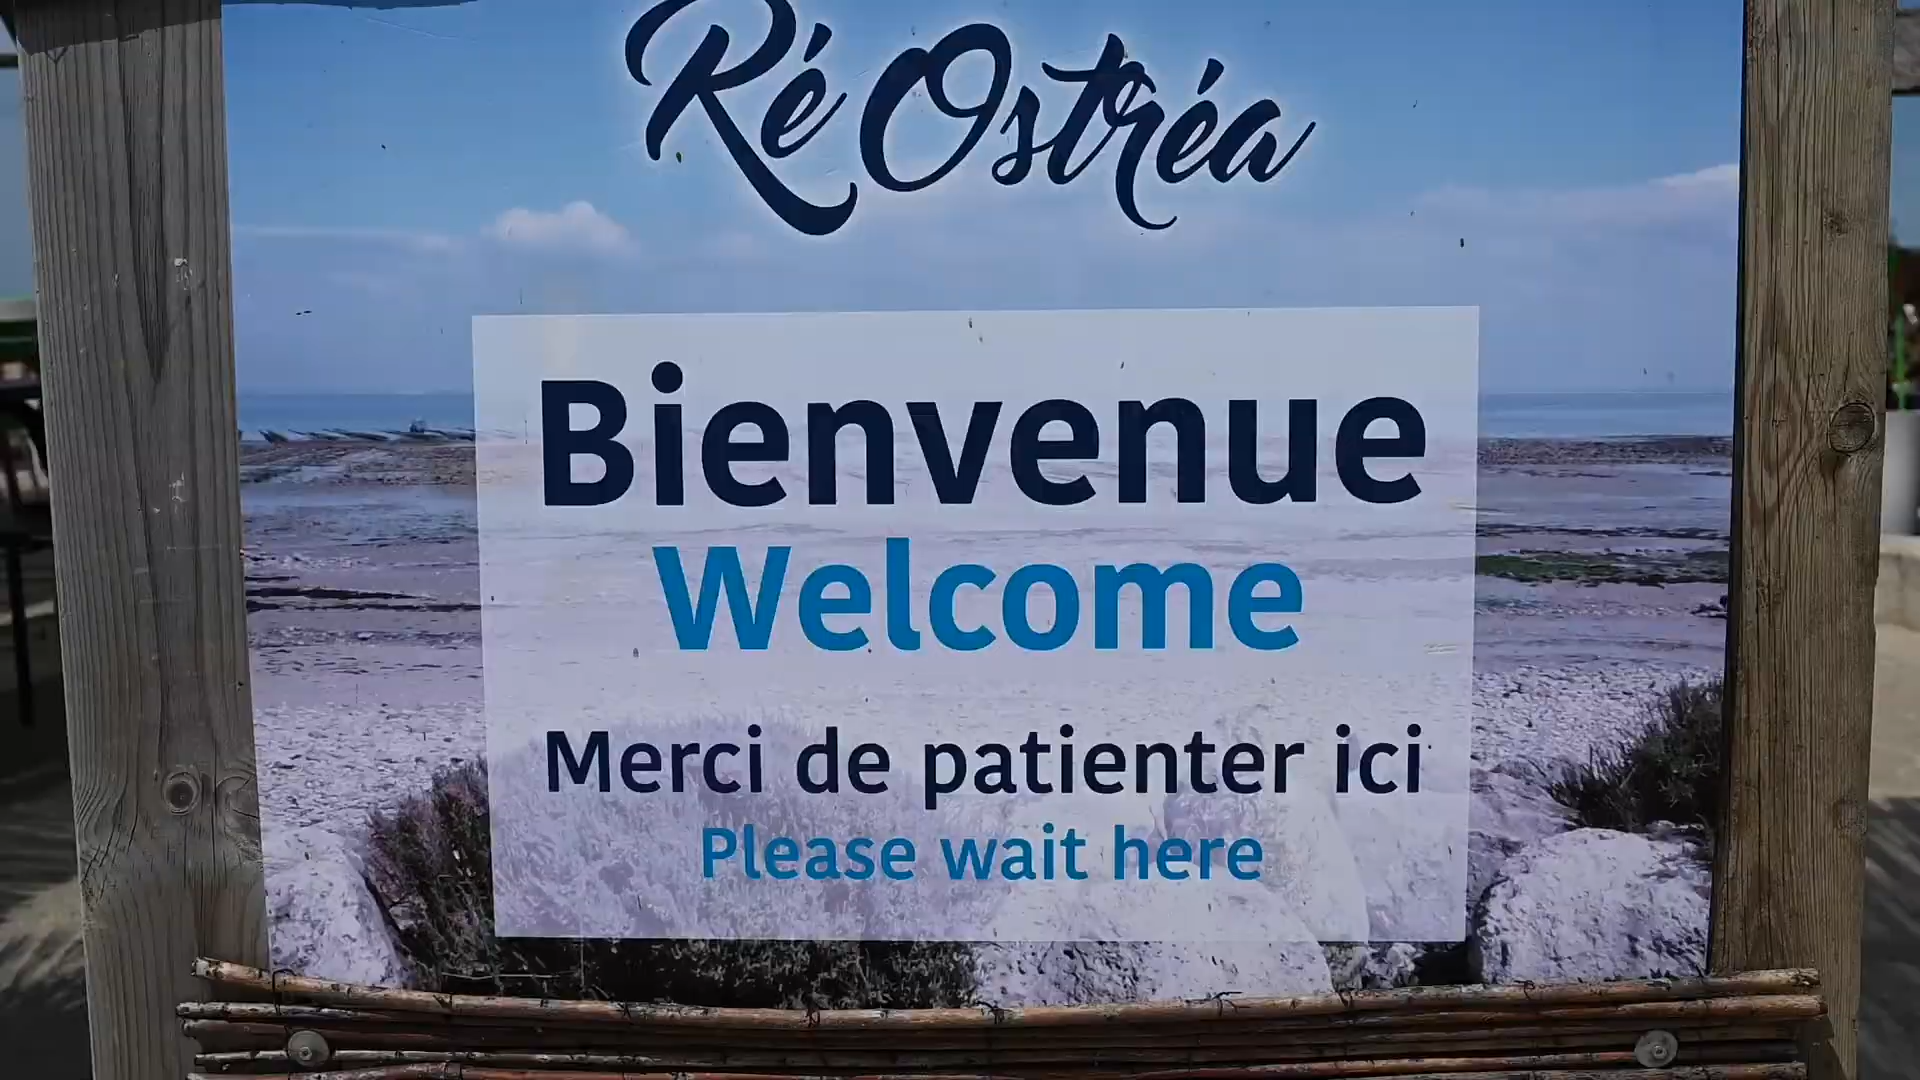 Ré Ostréa
Bienvenue
Welcome
Merci de patienter ici
Please wait here